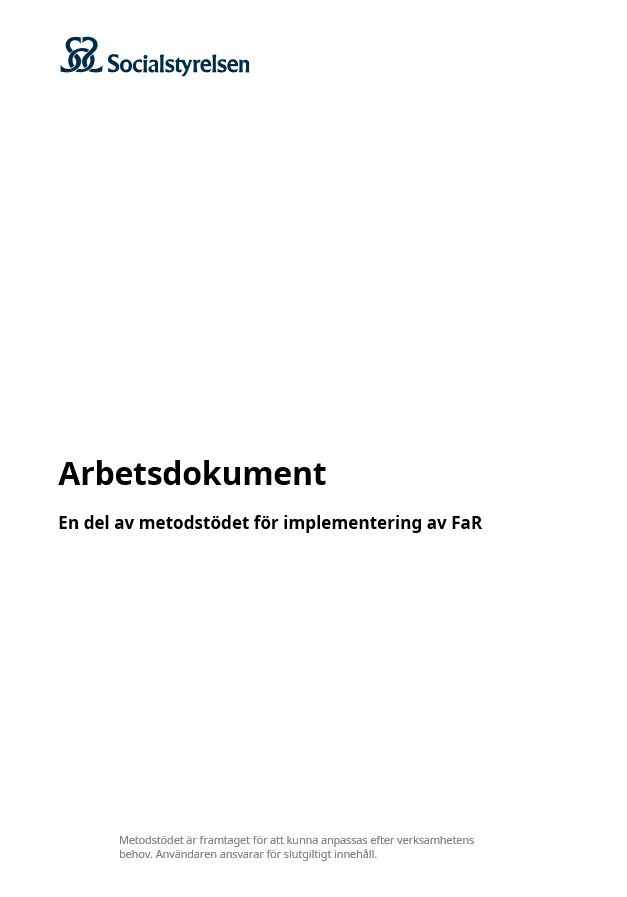 Socialstyrelsen
Arbetsdokument
En del av metodstödet för implementering av FaR
Metodstödet är framtaget för att kunna anpassas efter verksamhetens
behov. Användaren ansvarar för slutgiltigt innehåll.